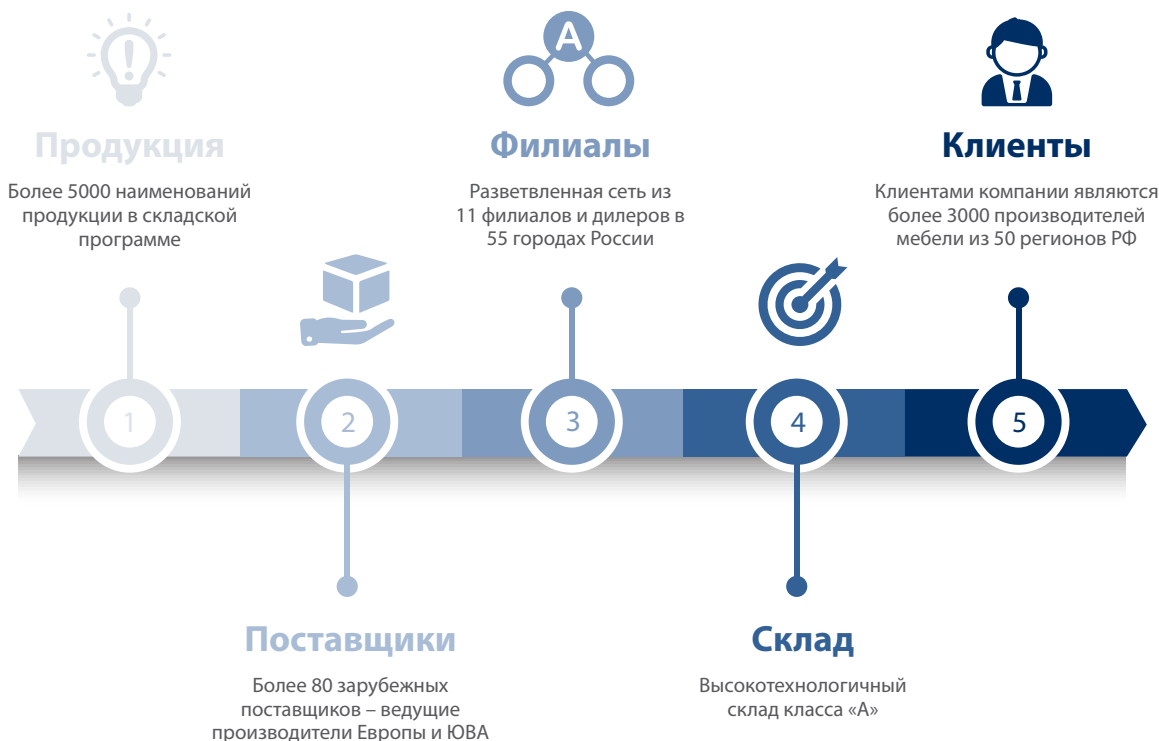 A
Продукция
Более 5000 наименований
продукции в складской
программе
Филиалы
Разветвленная сеть из
11 филиалов и дилеров в
55 городах России
Клиенты
Клиентами компании являются
более 3000 производителей
мебели из 50 регионов РФ
1
2
3
4
5
Поставщики
Более 80 зарубежных
поставщиков – ведущие
производители Европы и ЮВА
Склад
Высокотехнологичный
склад класса «А»